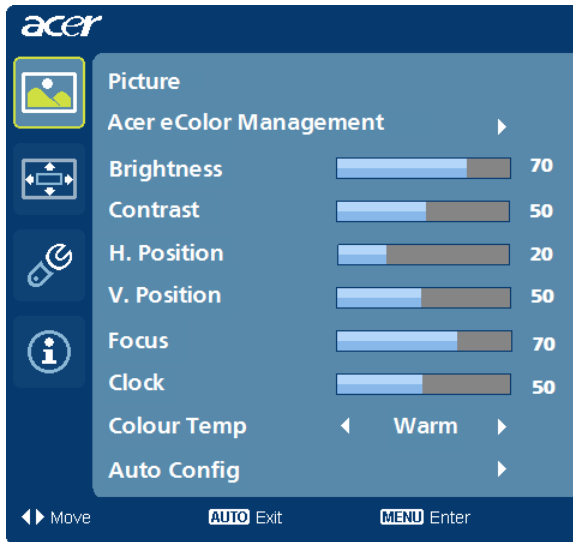 acer
Picture
Acer eColor Management
Brightness 70
Contrast 50
H. Position 20
V. Position 50
Focus 70
Clock 50
Colour Temp Warm
Auto Config
Move AUTO Exit MENU Enter